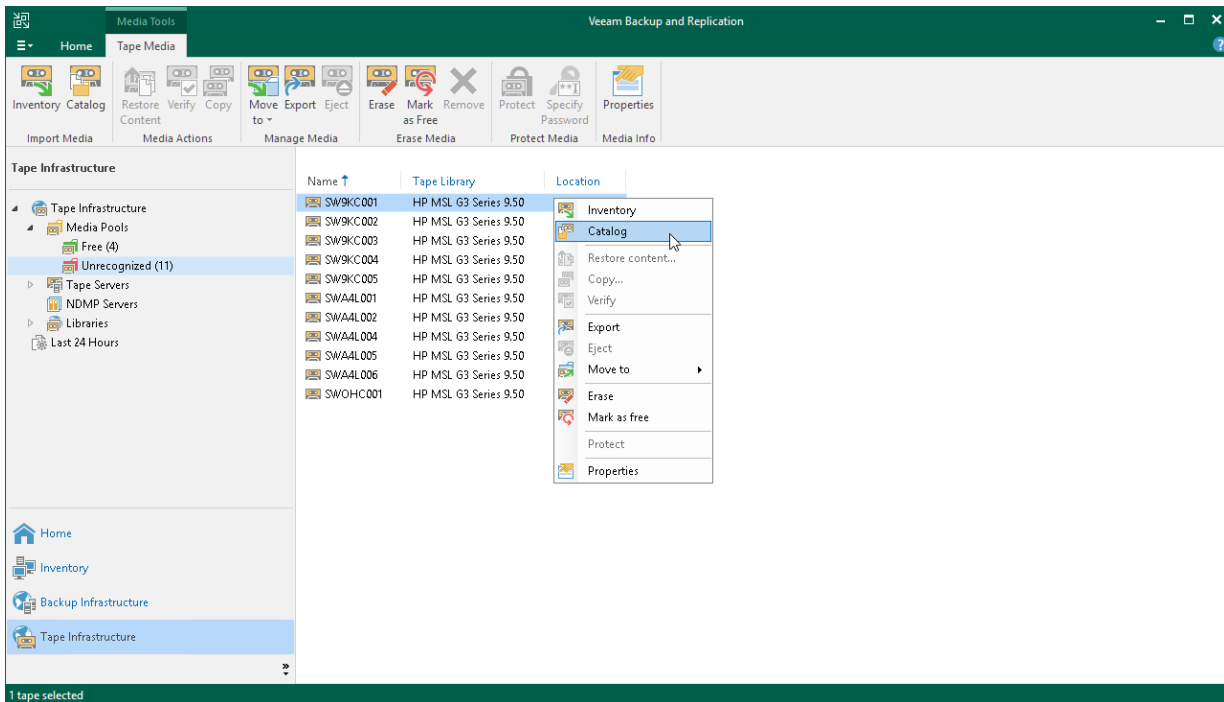 Media Tools
Veeam Backup and Replication
Home
Tape Media
Inventory
Catalog
Restore Content
Verify
Copy
Move to
Export
Eject
Erase
Mark as Free
Remove
Protect
Specify Password
Properties
Import Media
Media Actions
Manage Media
Erase Media
Protect Media
Media Info
Tape Infrastructure
Tape Infrastructure
Media Pools
Free (4)
Unrecognized (11)
Tape Servers
NDMP Servers
Libraries
Last 24 Hours
Home
Inventory
Backup Infrastructure
Tape Infrastructure
Name Tape Library Location
SW9KC001 HP MSL G3 Series 9.50
SW9KC002 HP MSL G3 Series 9.50
SW9KC003 HP MSL G3 Series 9.50
SW9KC004 HP MSL G3 Series 9.50
SW9KC005 HP MSL G3 Series 9.50
SWA4L001 HP MSL G3 Series 9.50
SWA4L002 HP MSL G3 Series 9.50
SWA4L004 HP MSL G3 Series 9.50
SWA4L005 HP MSL G3 Series 9.50
SWA4L006 HP MSL G3 Series 9.50
SWOHC001 HP MSL G3 Series 9.50
Inventory
Catalog
Restore content...
Copy...
Verify
Export
Eject
Move to
Erase
Mark as free
Protect
Properties
1 tape selected